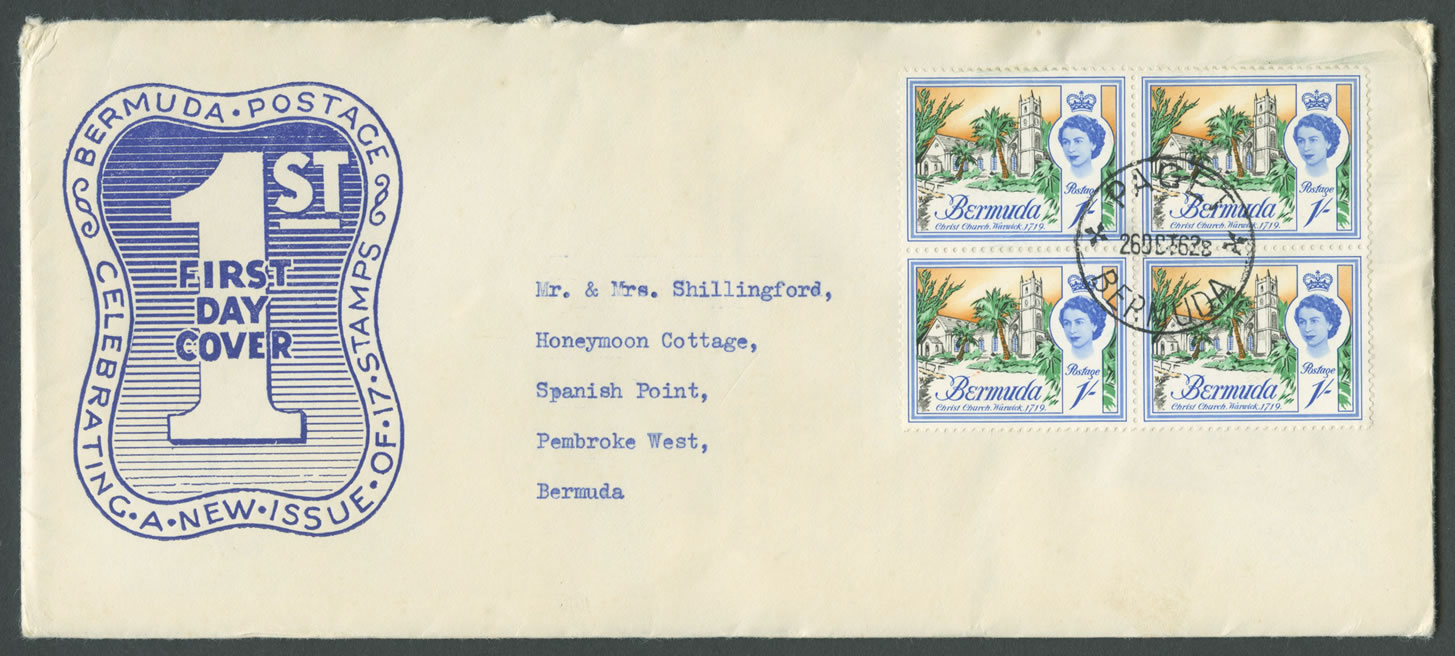 BERMUDA • POSTAGE
CELEBRATING • A • NEW • ISSUE • OF • 17 • STAMPS
1ST
FIRST
DAY
COVER
Mr. & Mrs. Shillingford,
Honeymoon Cottage,
Spanish Point,
Pembroke West,
Bermuda
Postage
Bermuda 1/-
Christ Church, Warwick, 1719.
Postage
Bermuda 1/-
Christ Church, Warwick, 1719.
PAGET
BERMUDA
Postage
Bermuda 1/-
Christ Church, Warwick, 1719.
Postage
Bermuda 1/-
Christ Church, Warwick, 1719.